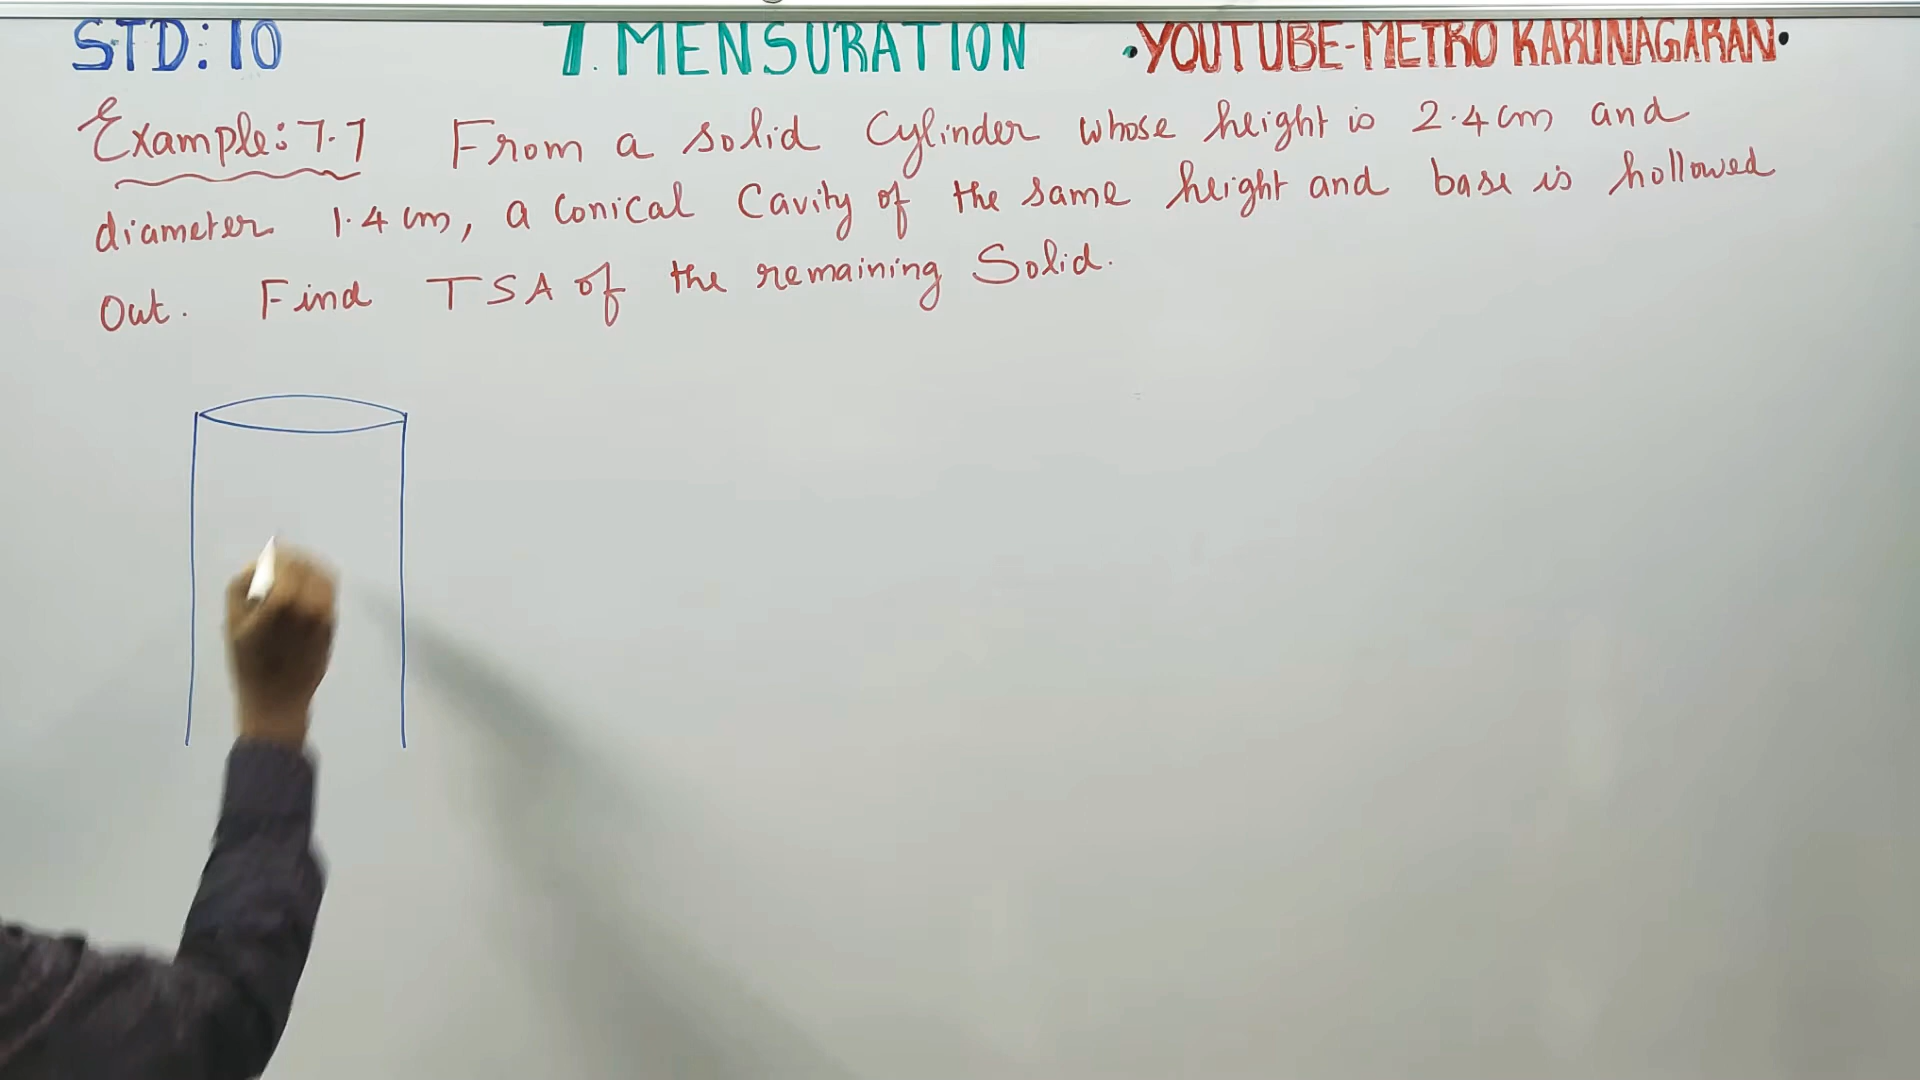 STD: 10 7. MENSURATION • YOUTUBE-METRO KARUNAGARAN •
Example: 7.7 From a solid Cylinder whose height is 2.4 cm and
diameter 1.4 cm, a conical Cavity of the same height and base is hollowed
Out. Find TSA of the remaining Solid.